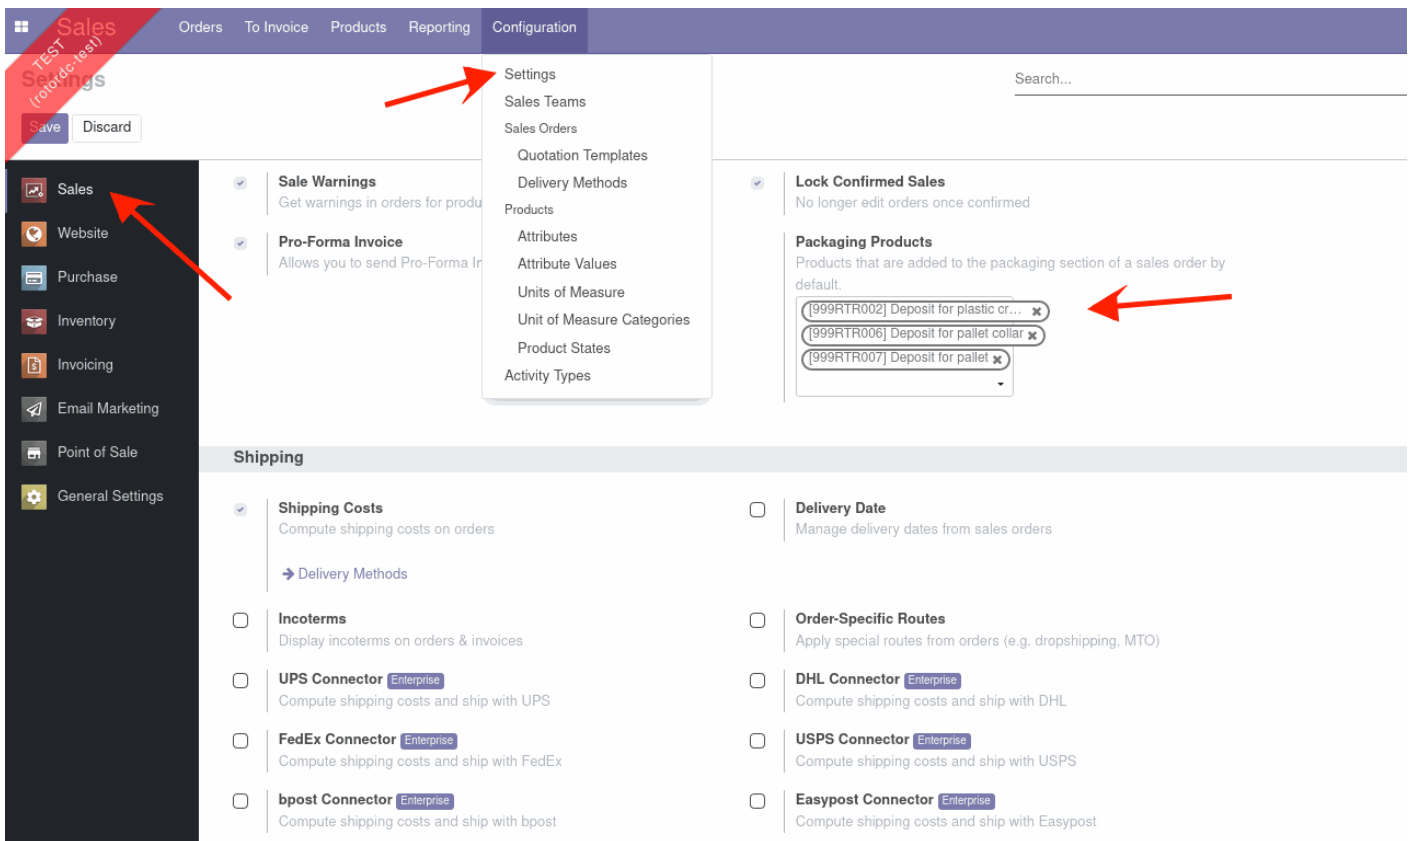 Sales
Orders
To Invoice
Products
Reporting
Configuration
TEST
(rotordc-test)
Settings
Search...
Save
Discard
Settings
Sales Teams
Sales Orders
Quotation Templates
Delivery Methods
Products
Attributes
Attribute Values
Units of Measure
Unit of Measure Categories
Product States
Activity Types
Sales
Website
Purchase
Inventory
Invoicing
Email Marketing
Point of Sale
General Settings
Sale Warnings
Get warnings in orders for produ
Lock Confirmed Sales
No longer edit orders once confirmed
Pro-Forma Invoice
Allows you to send Pro-Forma In
Packaging Products
Products that are added to the packaging section of a sales order by
default.
[999RTR002] Deposit for plastic cr...
[999RTR006] Deposit for pallet collar
[999RTR007] Deposit for pallet
Shipping
Shipping Costs
Compute shipping costs on orders
Delivery Methods
Delivery Date
Manage delivery dates from sales orders
Incoterms
Display incoterms on orders & invoices
Order-Specific Routes
Apply special routes from orders (e.g. dropshipping, MTO)
UPS Connector Enterprise
Compute shipping costs and ship with UPS
DHL Connector Enterprise
Compute shipping costs and ship with DHL
FedEx Connector Enterprise
Compute shipping costs and ship with FedEx
USPS Connector Enterprise
Compute shipping costs and ship with USPS
bpost Connector Enterprise
Compute shipping costs and ship with bpost
Easypost Connector Enterprise
Compute shipping costs and ship with Easypost